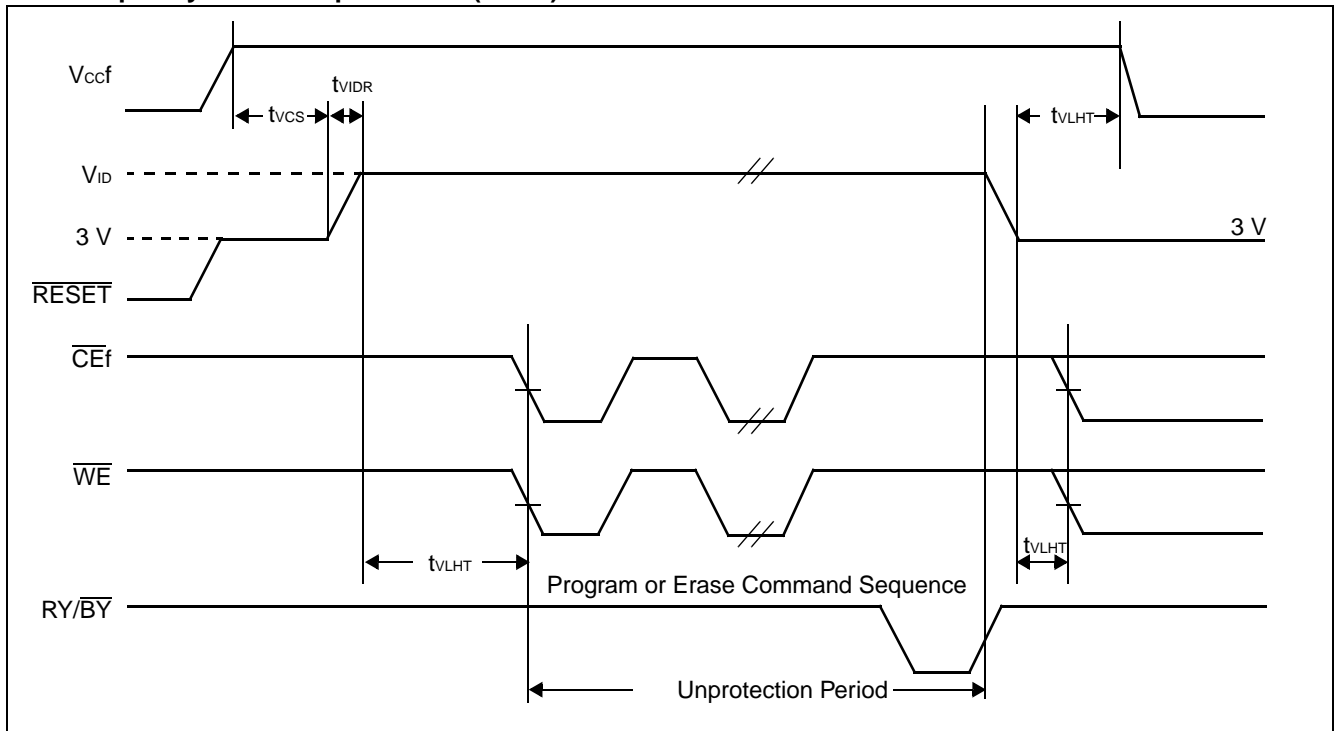 Vccf
tVIDR
tVCS
tVLHT
VID
3 V
3 V
RESET
CEf
WE
tVLHT
tVLHT
Program or Erase Command Sequence
RY/BY
Unprotection Period